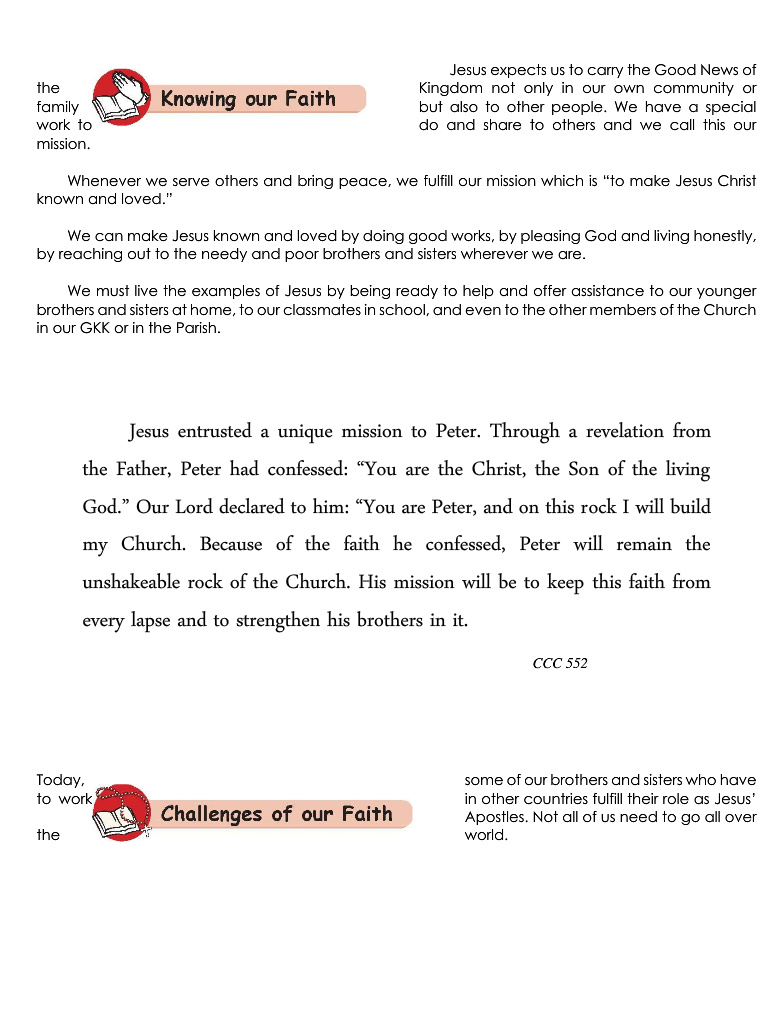 Knowing our Faith
Jesus expects us to carry the Good News of
the Kingdom not only in our own community or
family but also to other people. We have a special
work to do and share to others and we call this our
mission.
Whenever we serve others and bring peace, we fulfill our mission which is “to make Jesus Christ
known and loved.”
We can make Jesus known and loved by doing good works, by pleasing God and living honestly,
by reaching out to the needy and poor brothers and sisters wherever we are.
We must live the examples of Jesus by being ready to help and offer assistance to our younger
brothers and sisters at home, to our classmates in school, and even to the other members of the Church
in our GKK or in the Parish.
Jesus entrusted a unique mission to Peter. Through a revelation from
the Father, Peter had confessed: “You are the Christ, the Son of the living
God.” Our Lord declared to him: “You are Peter, and on this rock I will build
my Church. Because of the faith he confessed, Peter will remain the
unshakeable rock of the Church. His mission will be to keep this faith from
every lapse and to strengthen his brothers in it.
CCC 552
Challenges of our Faith
Today, some of our brothers and sisters who have
to work in other countries fulfill their role as Jesus’
Apostles. Not all of us need to go all over
the world.